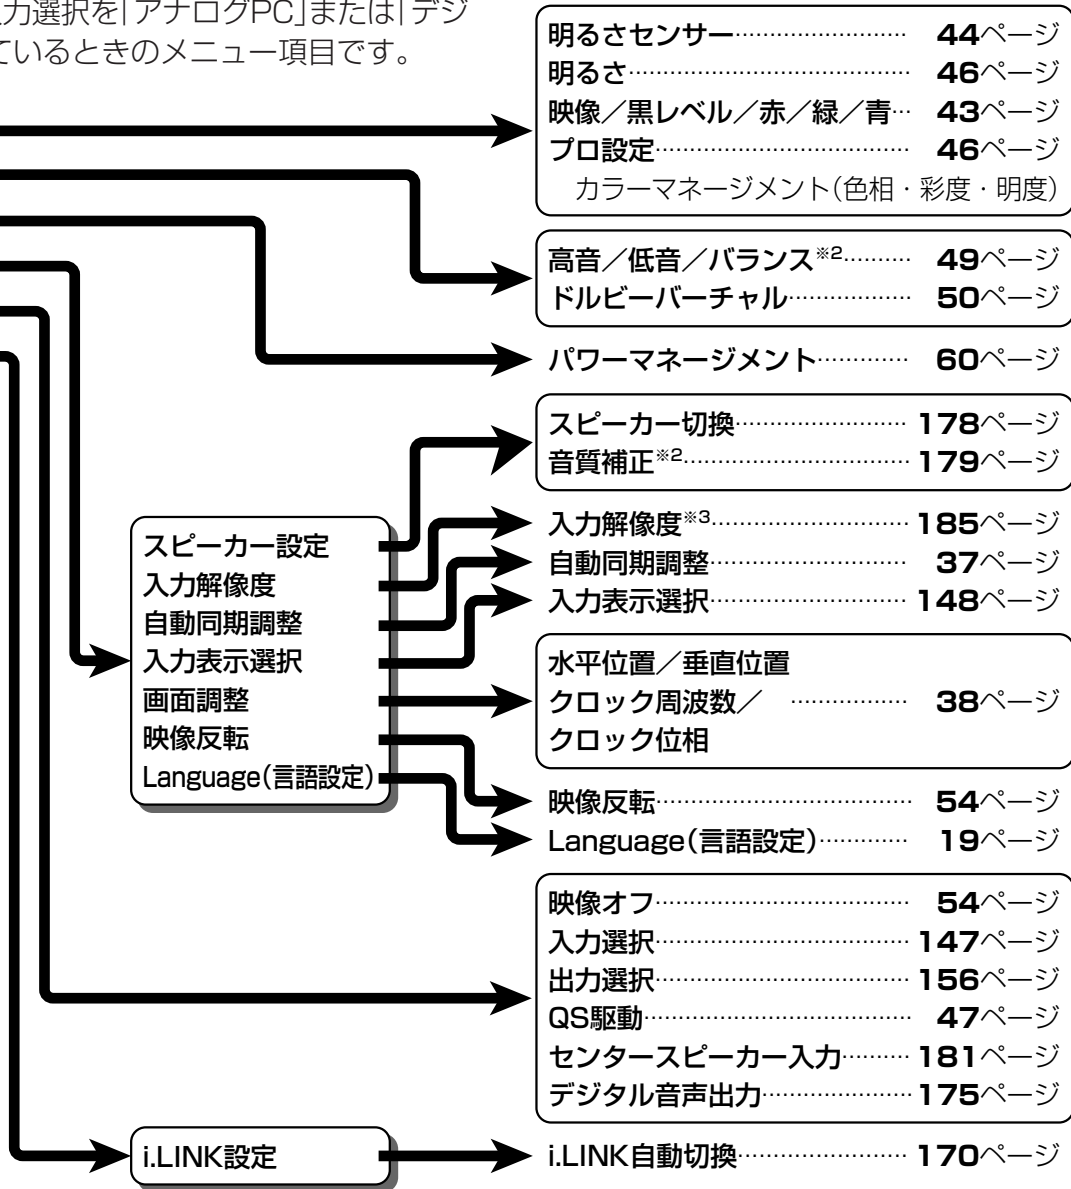 力選択を「アナログPC」または「デジ
ているときのメニュー項目です。
明るさセンサー……………………… 44ページ
明るさ………………………………… 46ページ
映像／黒レベル／赤／緑／青… 43ページ
プロ設定……………………………… 46ページ
カラーマネージメント(色相・彩度・明度)
高音／低音／バランス※2………… 49ページ
ドルビーバーチャル……………… 50ページ
パワーマネージメント………… 60ページ
スピーカー切換…………………… 178ページ
音質補正※2………………………… 179ページ
スピーカー設定
入力解像度
自動同期調整
入力表示選択
画面調整
映像反転
Language(言語設定)
入力解像度※3……………………… 185ページ
自動同期調整……………………… 37ページ
入力表示選択……………………… 148ページ
水平位置／垂直位置
クロック周波数／ …………… 38ページ
クロック位相
映像反転……………………………… 54ページ
Language(言語設定)………… 19ページ
映像オフ……………………………… 54ページ
入力選択……………………………… 147ページ
出力選択……………………………… 156ページ
QS駆動………………………………… 47ページ
センタースピーカー入力……… 181ページ
デジタル音声出力………………… 175ページ
i.LINK設定
i.LINK自動切換…………………… 170ページ